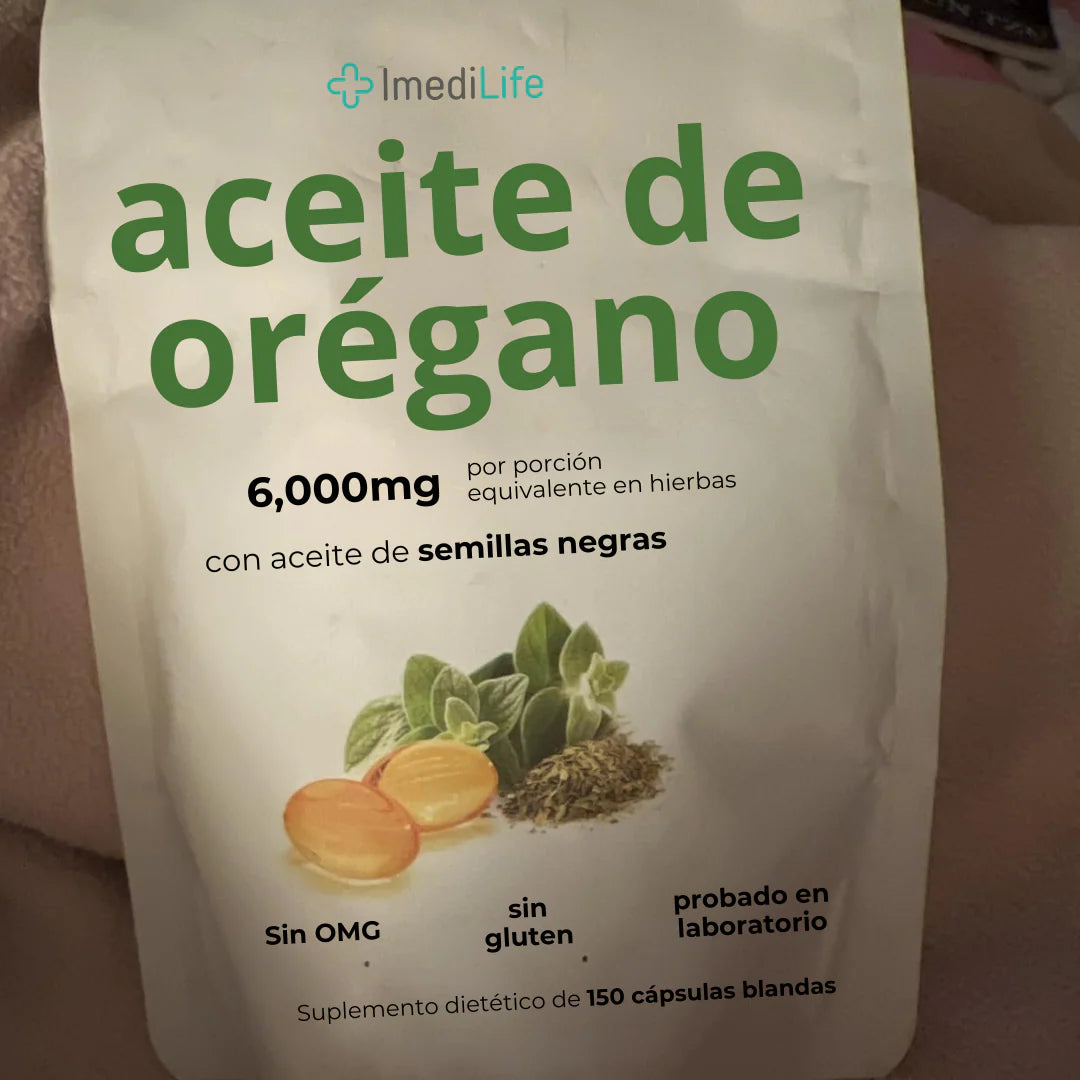 ImediLife
aceite de
orégano
6,000mg
por porción
equivalente en hierbas
con aceite de semillas negras
Sin OMG
sin
gluten
probado en
laboratorio
Suplemento dietético de 150 cápsulas blandas